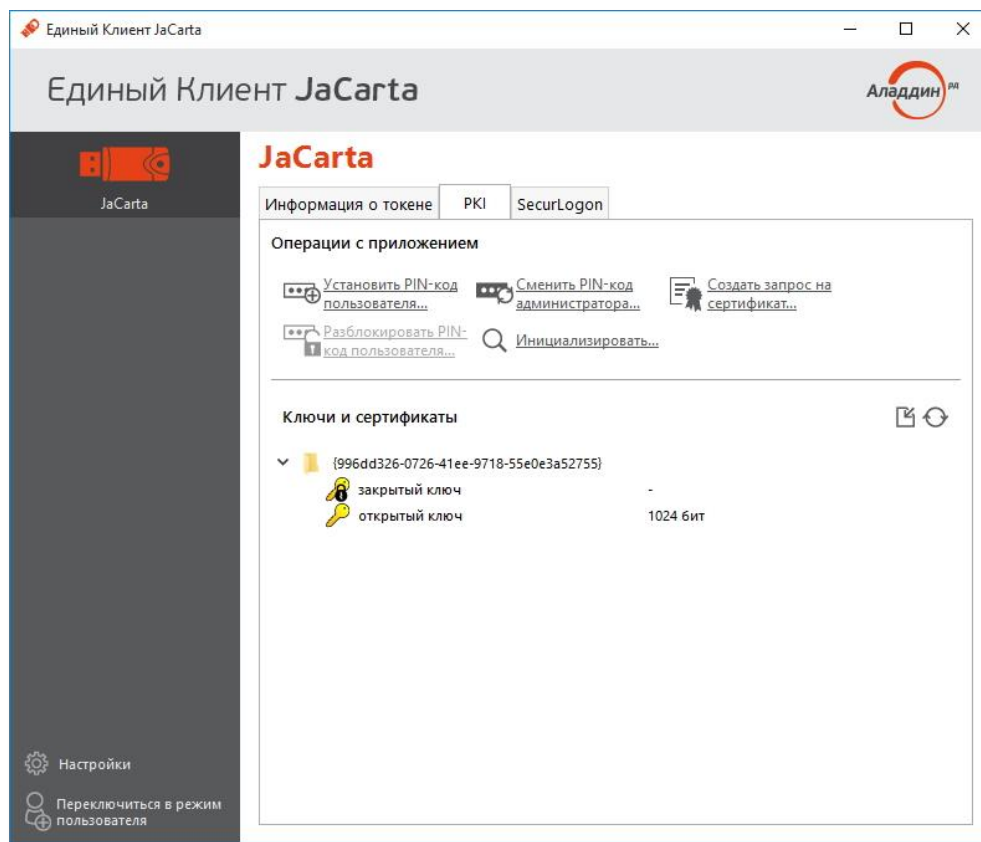 Единый Клиент JaCarta
Единый Клиент JaCarta
Аладдин РД
JaCarta
JaCarta
Информация о токене PKI SecurLogon
Операции с приложением
Установить PIN-код
пользователя...
Сменить PIN-код
администратора...
Создать запрос на
сертификат...
Разблокировать PIN-
код пользователя...
Инициализировать...
Ключи и сертификаты
{996dd326-0726-41ee-9718-55e0e3a52755}
закрытый ключ -
открытый ключ 1024 бит
Настройки
Переключиться в режим
пользователя